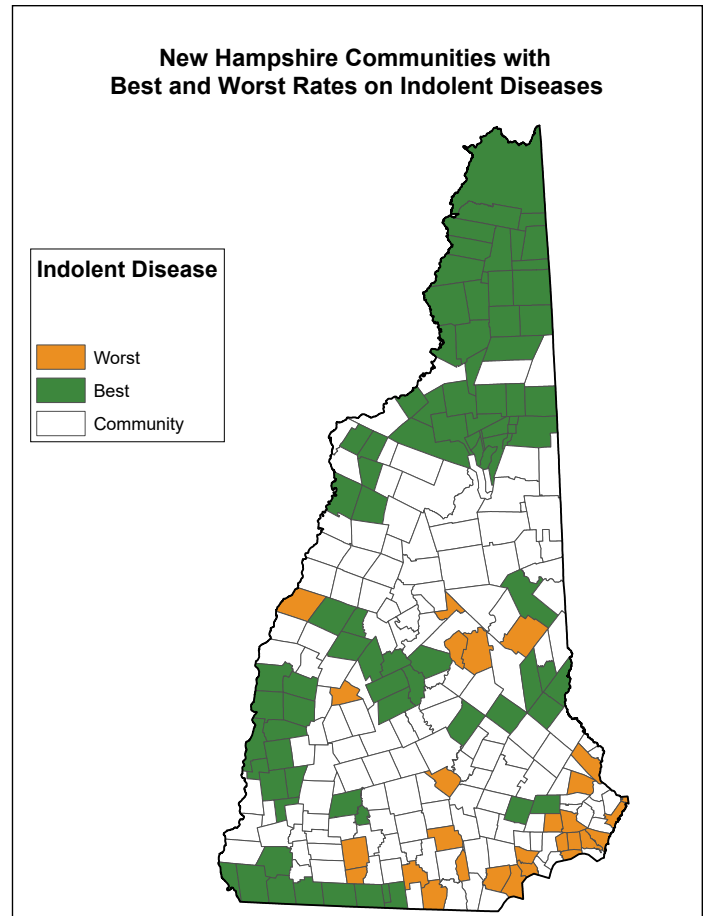 New Hampshire Communities with
Best and Worst Rates on Indolent Diseases
Indolent Disease
Worst
Best
Community